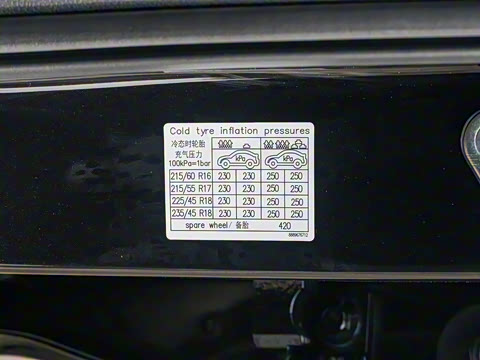 Cold tyre inflation pressures
冷态时轮胎
充气压力
100kPa=1bar
kPa kPa
215/60 R16 230 230 250 250
215/55 R17 230 230 250 250
225/45 R18 230 230 250 250
235/45 R18 230 230 250 250
spare wheel/备胎 420